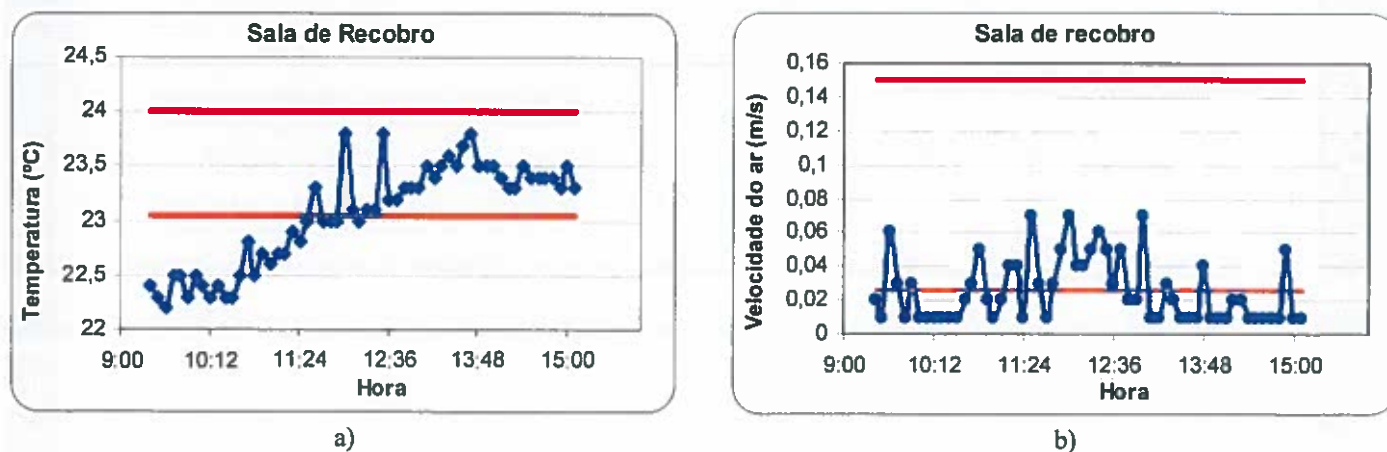 Sala de Recobro
Temperatura (ºC)
24,5
24
23,5
23
22,5
22
9:00 10:12 11:24 12:36 13:48 15:00
Hora
a)
Sala de recobro
Velocidade do ar (m/s)
0,16
0,14
0,12
0,1
0,08
0,06
0,04
0,02
0
9:00 10:12 11:24 12:36 13:48 15:00
Hora
b)